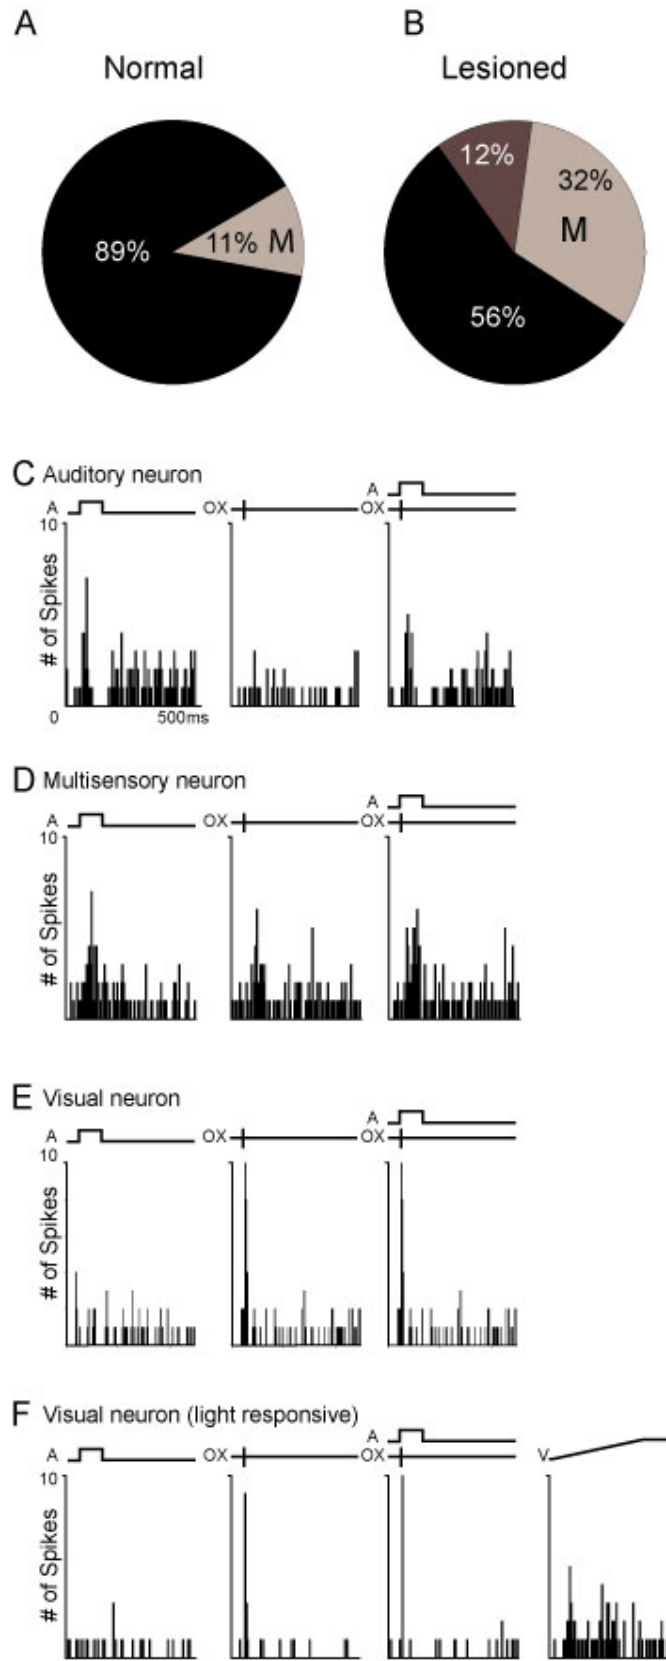 A
B
Normal
Lesioned
89%
11% M
12%
32%
M
56%
C Auditory neuron
A
OX
A
OX
10
# of Spikes
0
500ms
D Multisensory neuron
A
OX
A
OX
10
# of Spikes
E Visual neuron
A
OX
A
OX
10
# of Spikes
F Visual neuron (light responsive)
A
OX
A
OX
V
10
# of Spikes